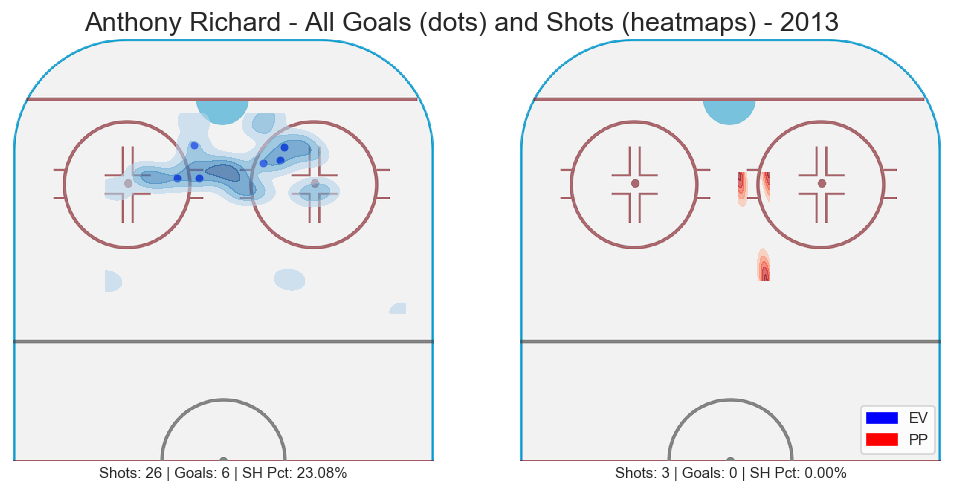 Anthony Richard - All Goals (dots) and Shots (heatmaps) - 2013
EV
PP
Shots: 26 | Goals: 6 | SH Pct: 23.08%
Shots: 3 | Goals: 0 | SH Pct: 0.00%